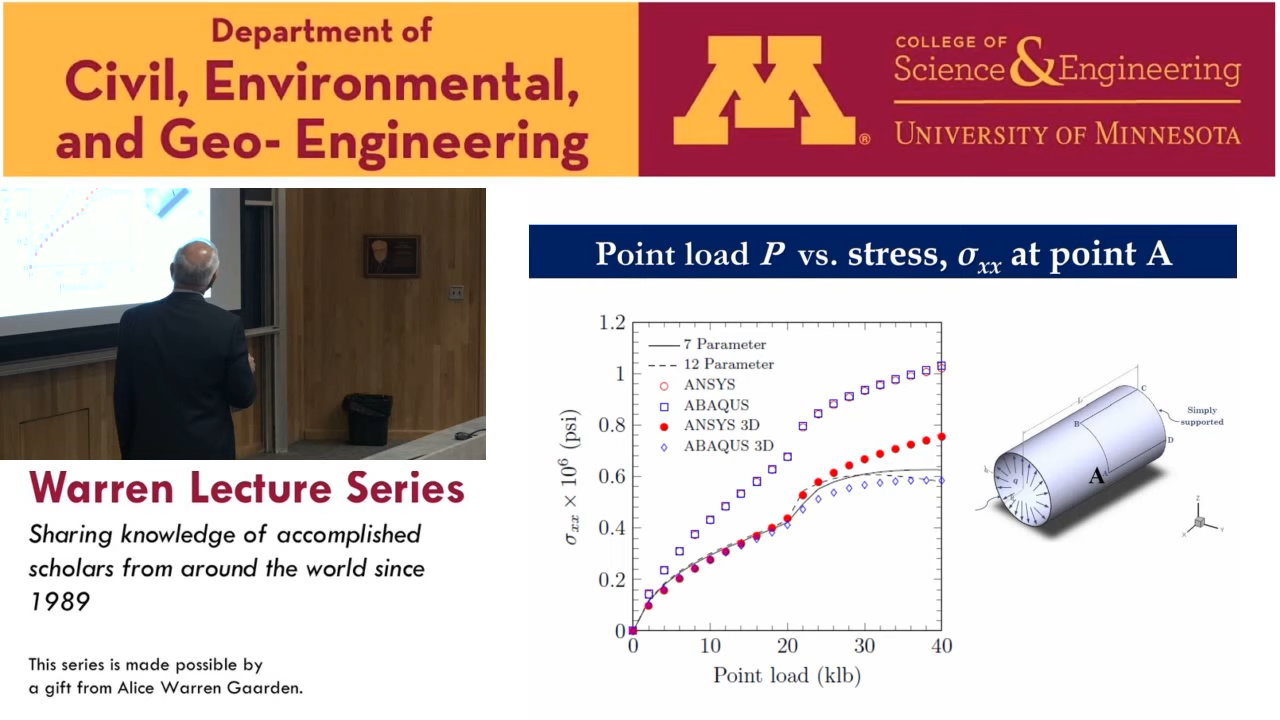 Department of
Civil, Environmental,
and Geo- Engineering
M®
COLLEGE OF
Science & Engineering
UNIVERSITY OF MINNESOTA
Warren Lecture Series
Sharing knowledge of accomplished
scholars from around the world since
1989
This series is made possible by
a gift from Alice Warren Gaarden.
Point load P vs. stress, σxx at point A
1.2
1
0.8
0.6
0.4
0.2
0
σxx × 10⁶ (psi)
7 Parameter
12 Parameter
ANSYS
ABAQUS
ANSYS 3D
ABAQUS 3D
0 10 20 30 40
Point load (klb)
C
Simply
supported
B
D
A
q
Z
Y
X